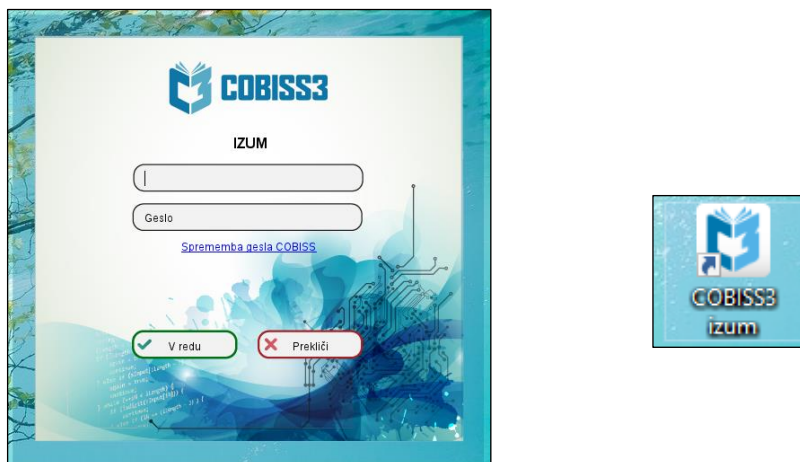 COBISS3
IZUM
Geslo
Sprememba gesla COBISS
V redu
Prekliči
COBISS3
izum